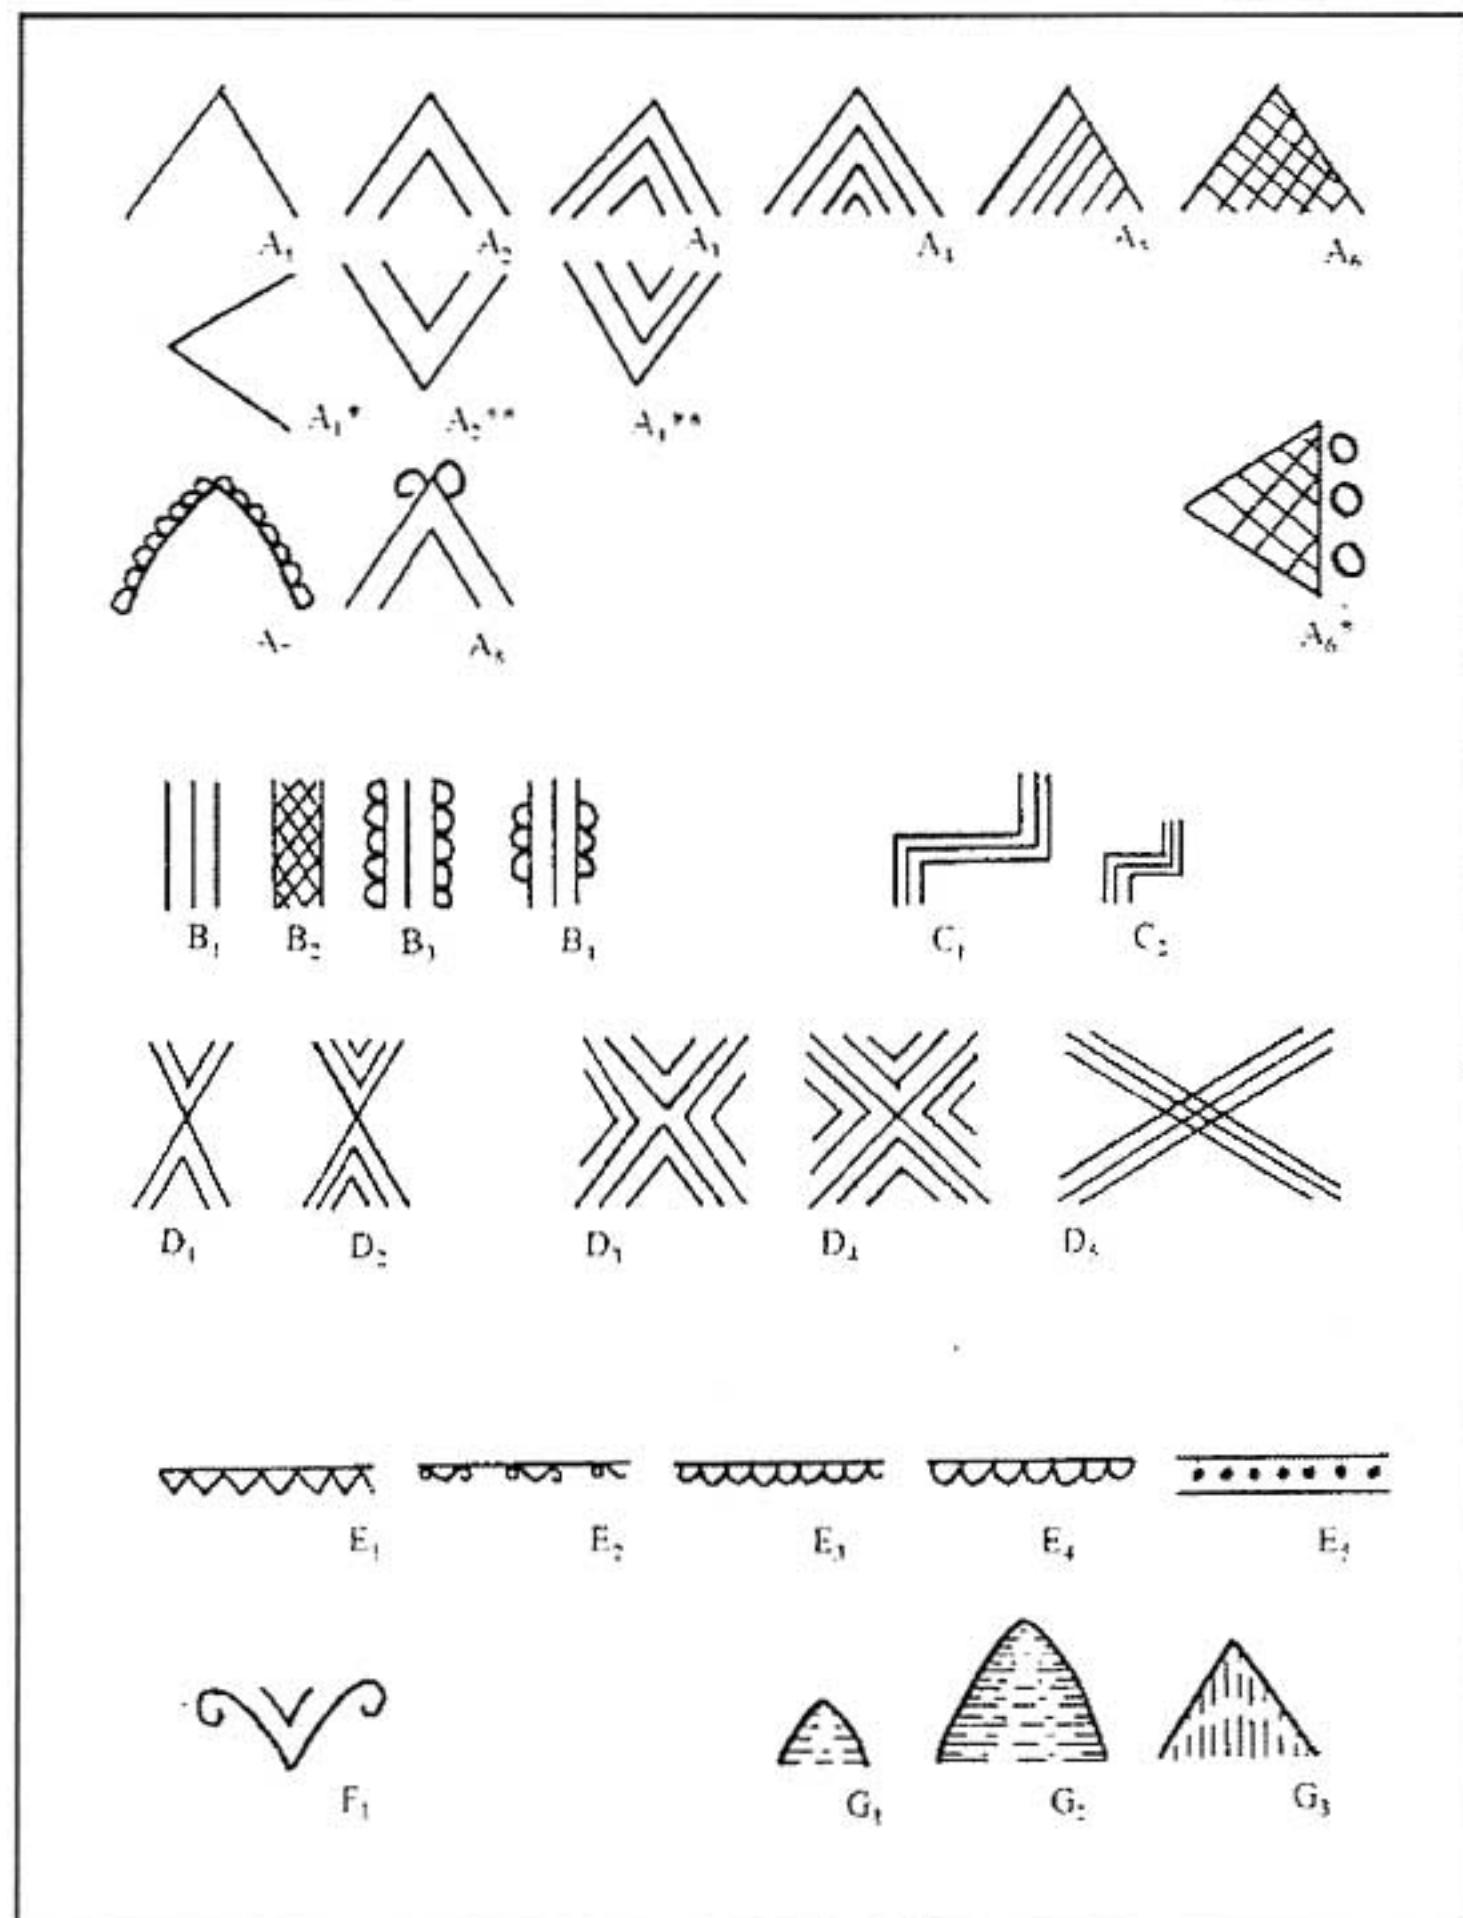 A₁ A₂ A₃ A₄ A₅ A₆
A₁* A₂** A₃**
A₇ A₈ A₆*
B₁ B₂ B₃ B₄ C₁ C₂
D₁ D₂ D₃ D₄ D₅
E₁ E₂ E₃ E₄ E₅
F₁ G₁ G₂ G₃